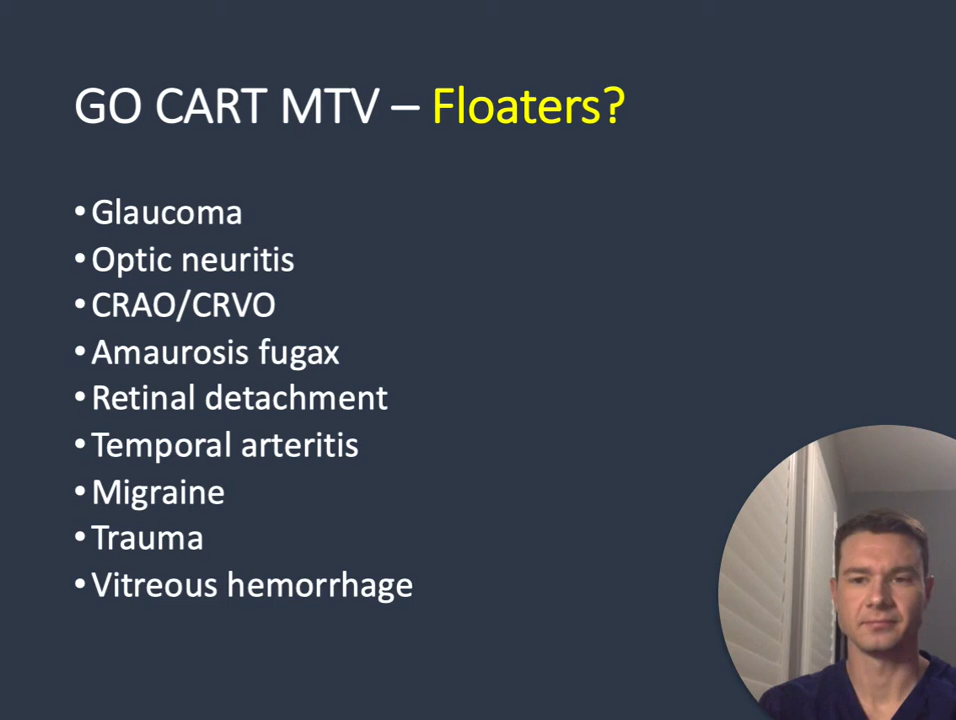 GO CART MTV – Floaters?
• Glaucoma
• Optic neuritis
• CRAO/CRVO
• Amaurosis fugax
• Retinal detachment
• Temporal arteritis
• Migraine
• Trauma
• Vitreous hemorrhage